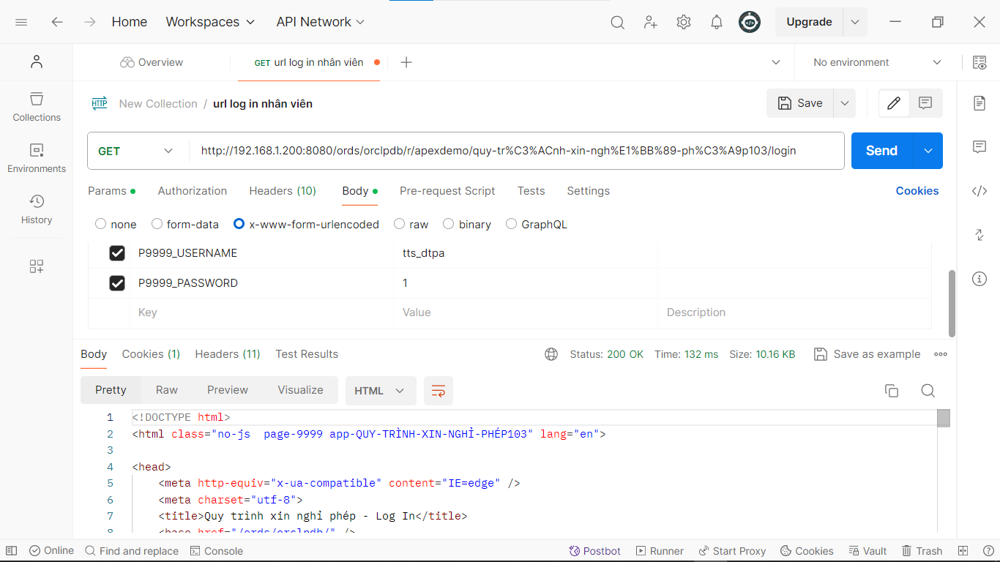 Home Workspaces API Network Upgrade
Overview GET url log in nhân viên No environment
HTTP New Collection / url log in nhân viên Save
Collections
GET http://192.168.1.200:8080/ords/orclpdb/r/apexdemo/quy-tr%C3%ACnh-xin-ngh%E1%BB%89-ph%C3%A9p103/login Send
Environments
Params Authorization Headers (10) Body Pre-request Script Tests Settings Cookies
History
none form-data x-www-form-urlencoded raw binary GraphQL
P9999_USERNAME tts_dtpa
P9999_PASSWORD 1
Key Value Description
Body Cookies (1) Headers (11) Test Results Status: 200 OK Time: 132 ms Size: 10.16 KB Save as example
Pretty Raw Preview Visualize HTML
1 <!DOCTYPE html>
2 <html class="no-js  page-9999 app-QUY-TRÌNH-XIN-NGHỈ-PHÉP103" lang="en">
3
4 <head>
5 <meta http-equiv="x-ua-compatible" content="IE=edge" />
6 <meta charset="utf-8">
7 <title>Quy trình xin nghỉ phép - Log In</title>
8 <base href="/ords/orclpdb/" />
Online Find and replace Console Postbot Runner Start Proxy Cookies Vault Trash